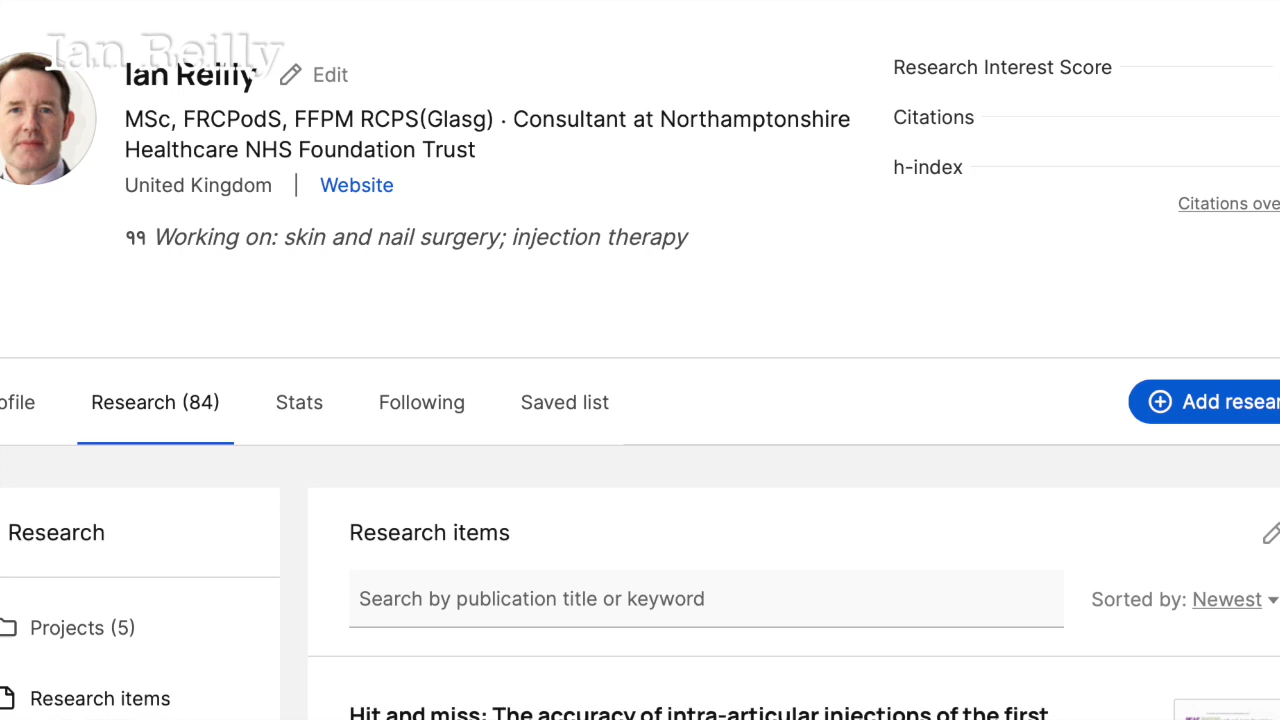 Ian Reilly
Ian Reilly Edit
MSc, FRCPodS, FFPM RCPS(Glasg) · Consultant at Northamptonshire
Healthcare NHS Foundation Trust
United Kingdom | Website
Working on: skin and nail surgery; injection therapy
Research Interest Score
Citations
h-index
Citations ove
ofile Research (84) Stats Following Saved list
Add resear
Research
Projects (5)
Research items
Research items
Search by publication title or keyword
Sorted by: Newest
Hit and miss: The accuracy of intra-articular injections of the first